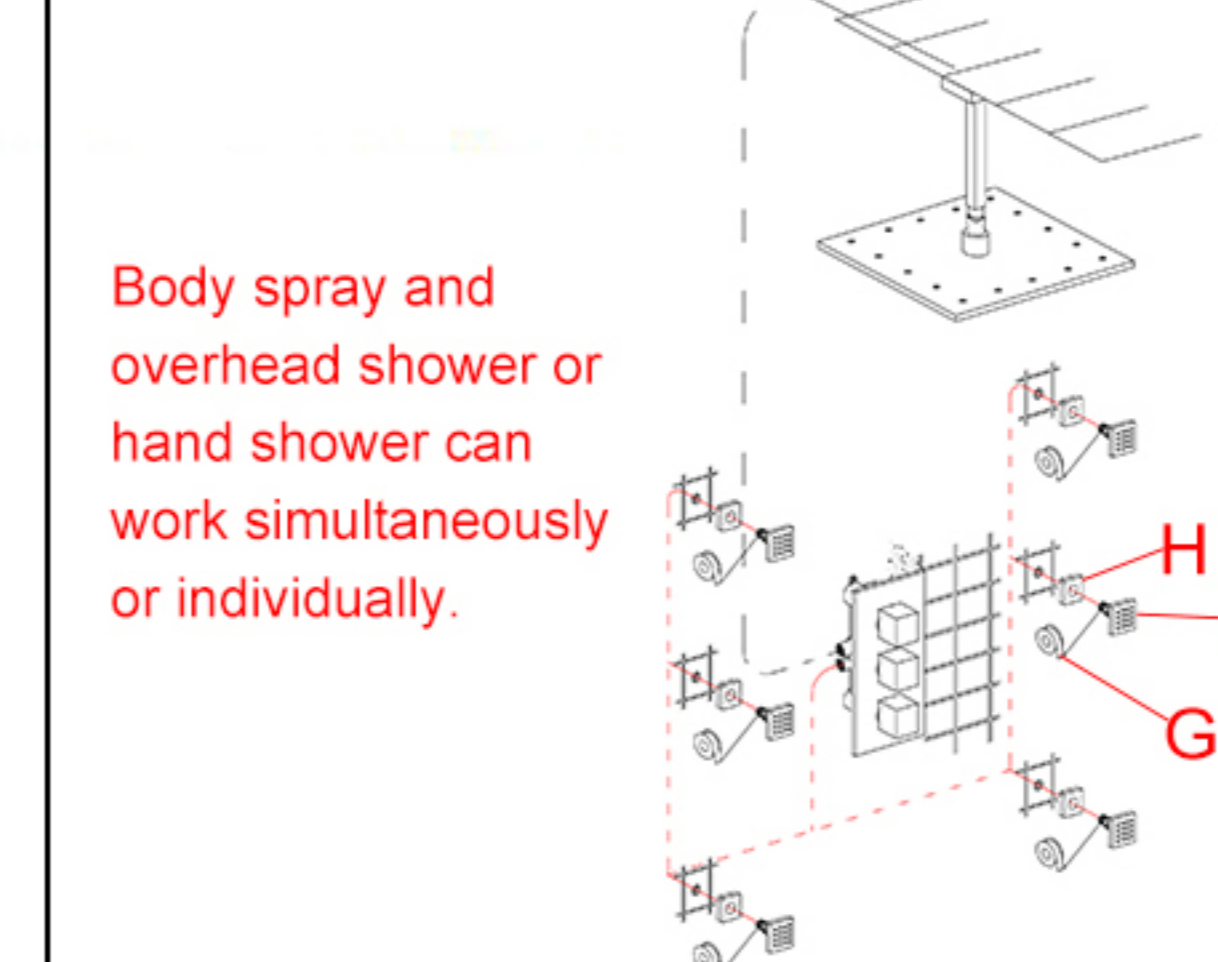 Body spray and
overhead shower or
hand shower can
work simultaneously
or individually.
H
G